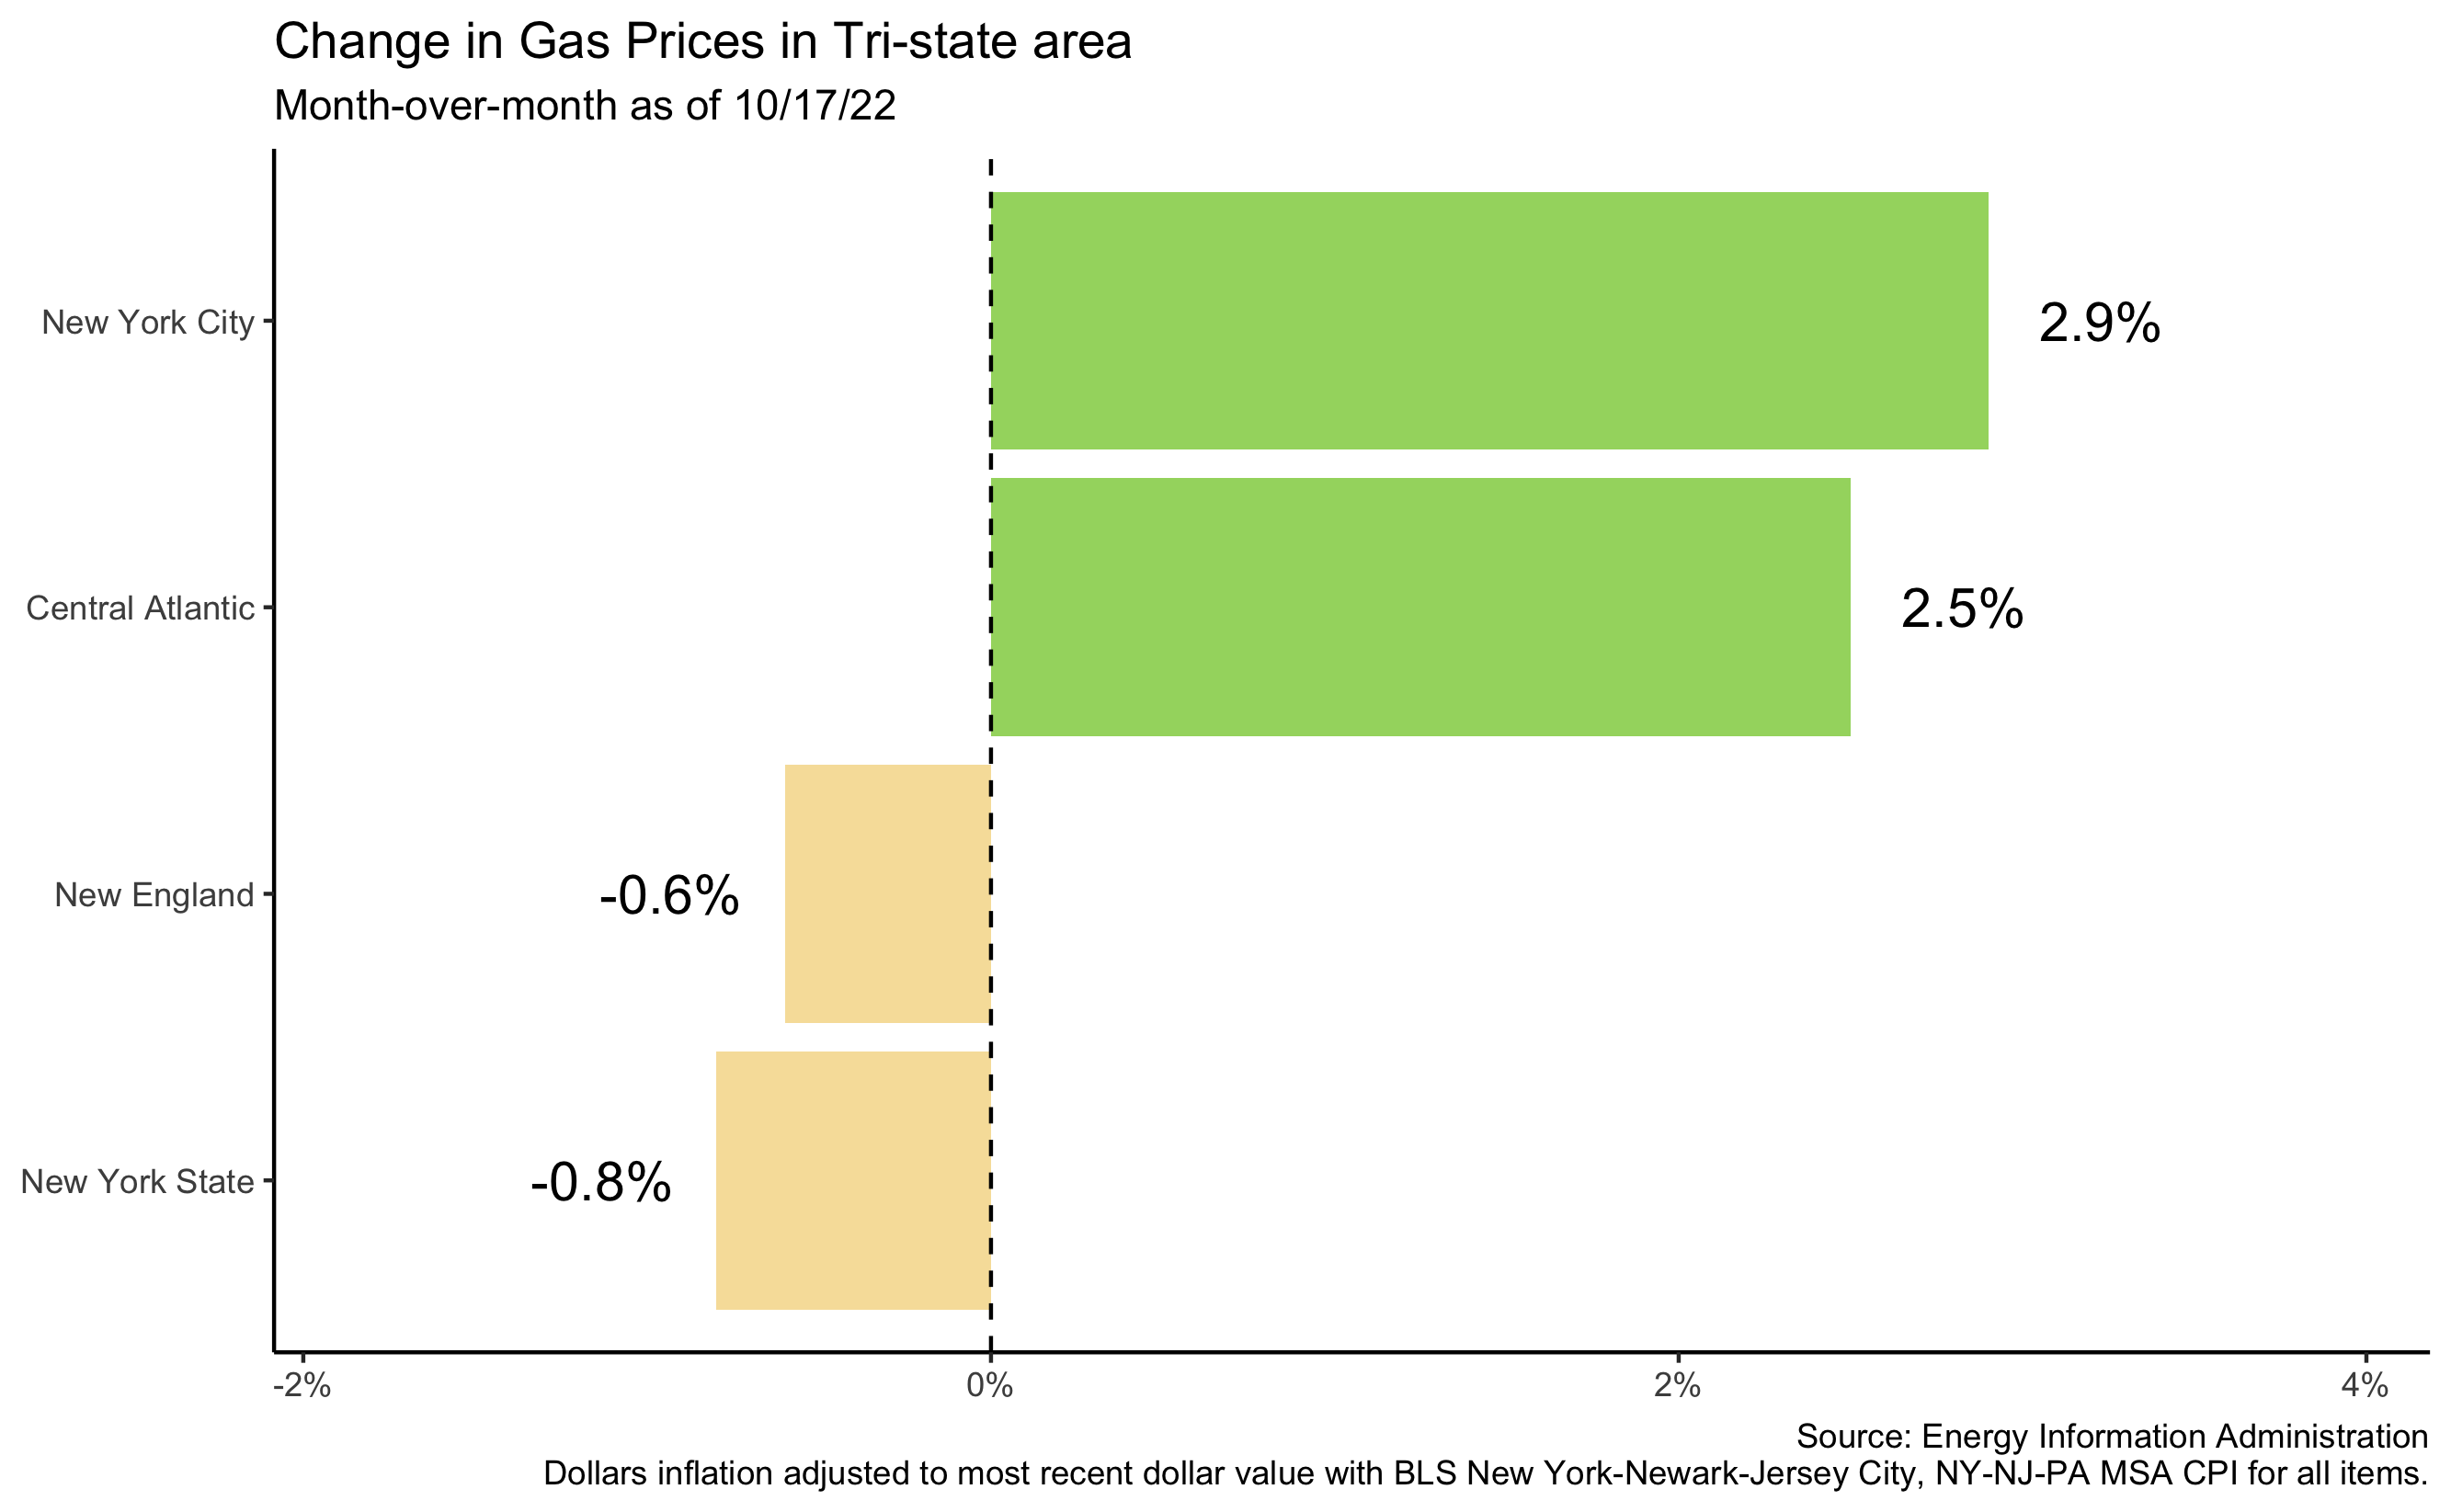 Change in Gas Prices in Tri-state area
Month-over-month as of 10/17/22
New York City
2.9%
Central Atlantic
2.5%
New England
-0.6%
New York State
-0.8%
-2%
0%
2%
4%
Source: Energy Information Administration
Dollars inflation adjusted to most recent dollar value with BLS New York-Newark-Jersey City, NY-NJ-PA MSA CPI for all items.